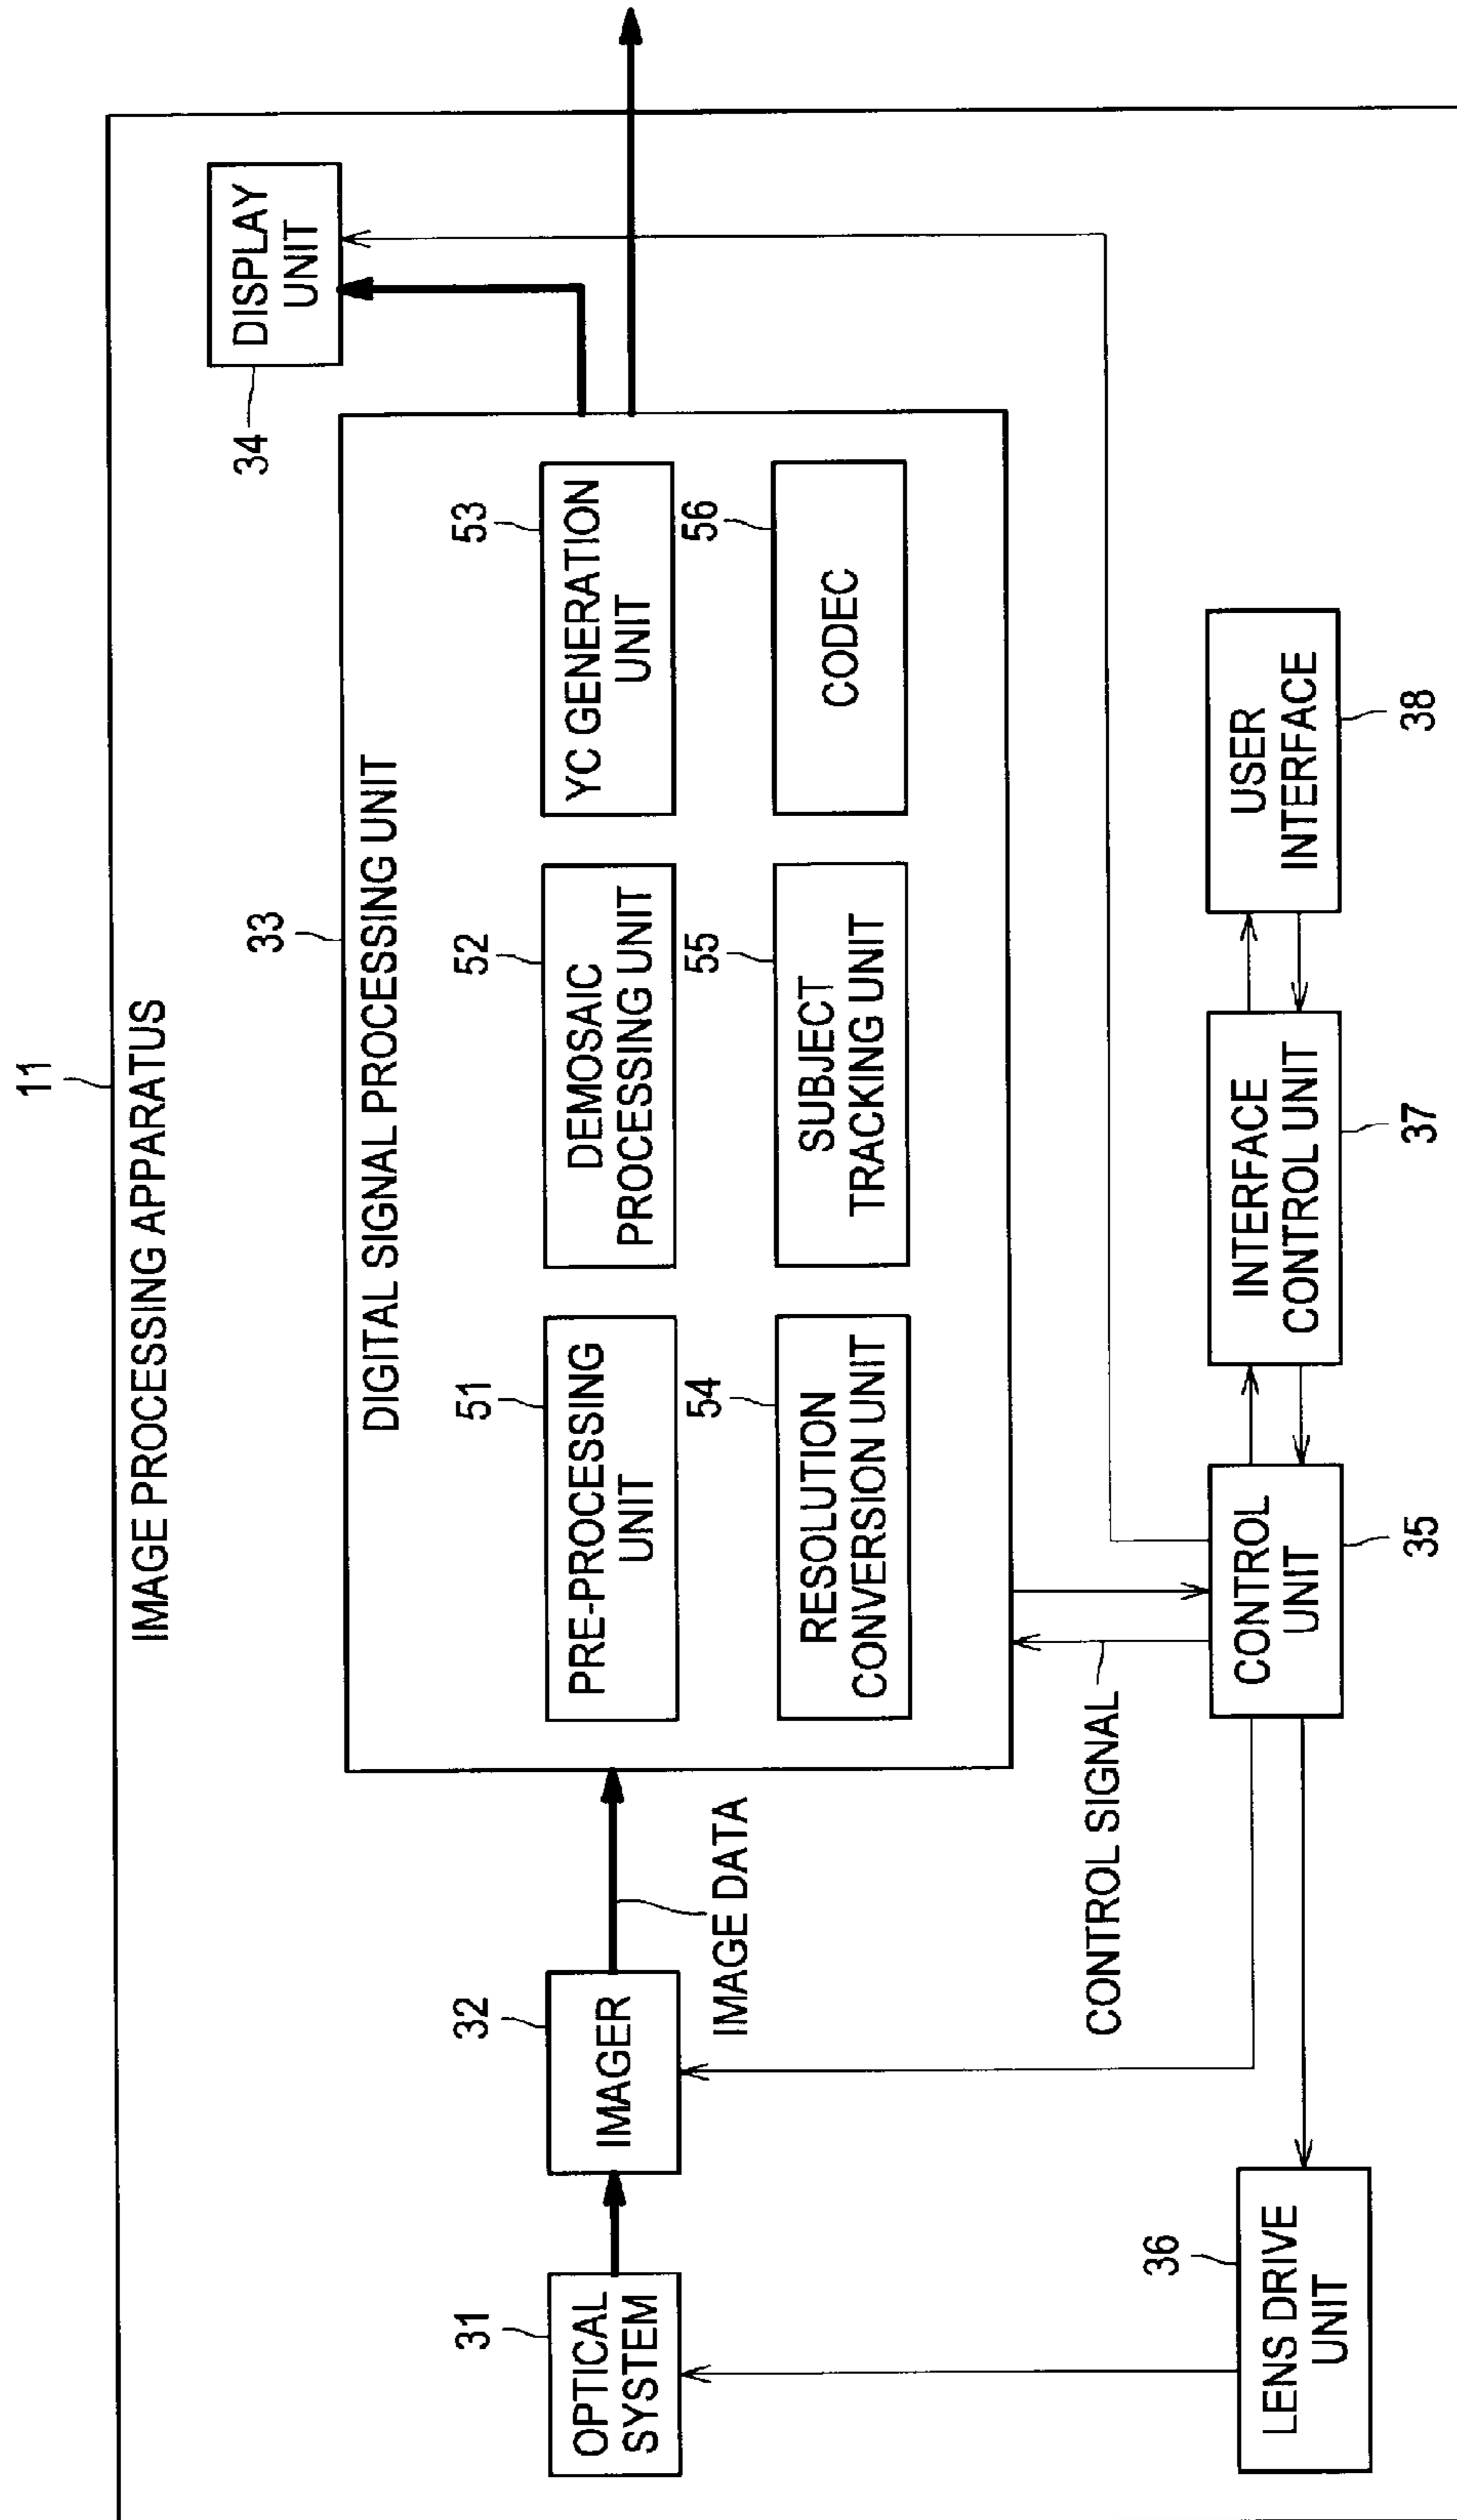 11
IMAGE PROCESSING APPARATUS
34
DISPLAY
UNIT
33
DIGITAL SIGNAL PROCESSING UNIT
31
OPTICAL
SYSTEM
32
IMAGER
IMAGE DATA
51
PRE-PROCESSING
UNIT
52
DEMOSAIC
PROCESSING UNIT
53
YC GENERATION
UNIT
54
RESOLUTION
CONVERSION UNIT
55
SUBJECT
TRACKING UNIT
56
CODEC
CONTROL SIGNAL
36
LENS DRIVE
UNIT
CONTROL
UNIT
35
INTERFACE
CONTROL UNIT
37
USER
INTERFACE
38